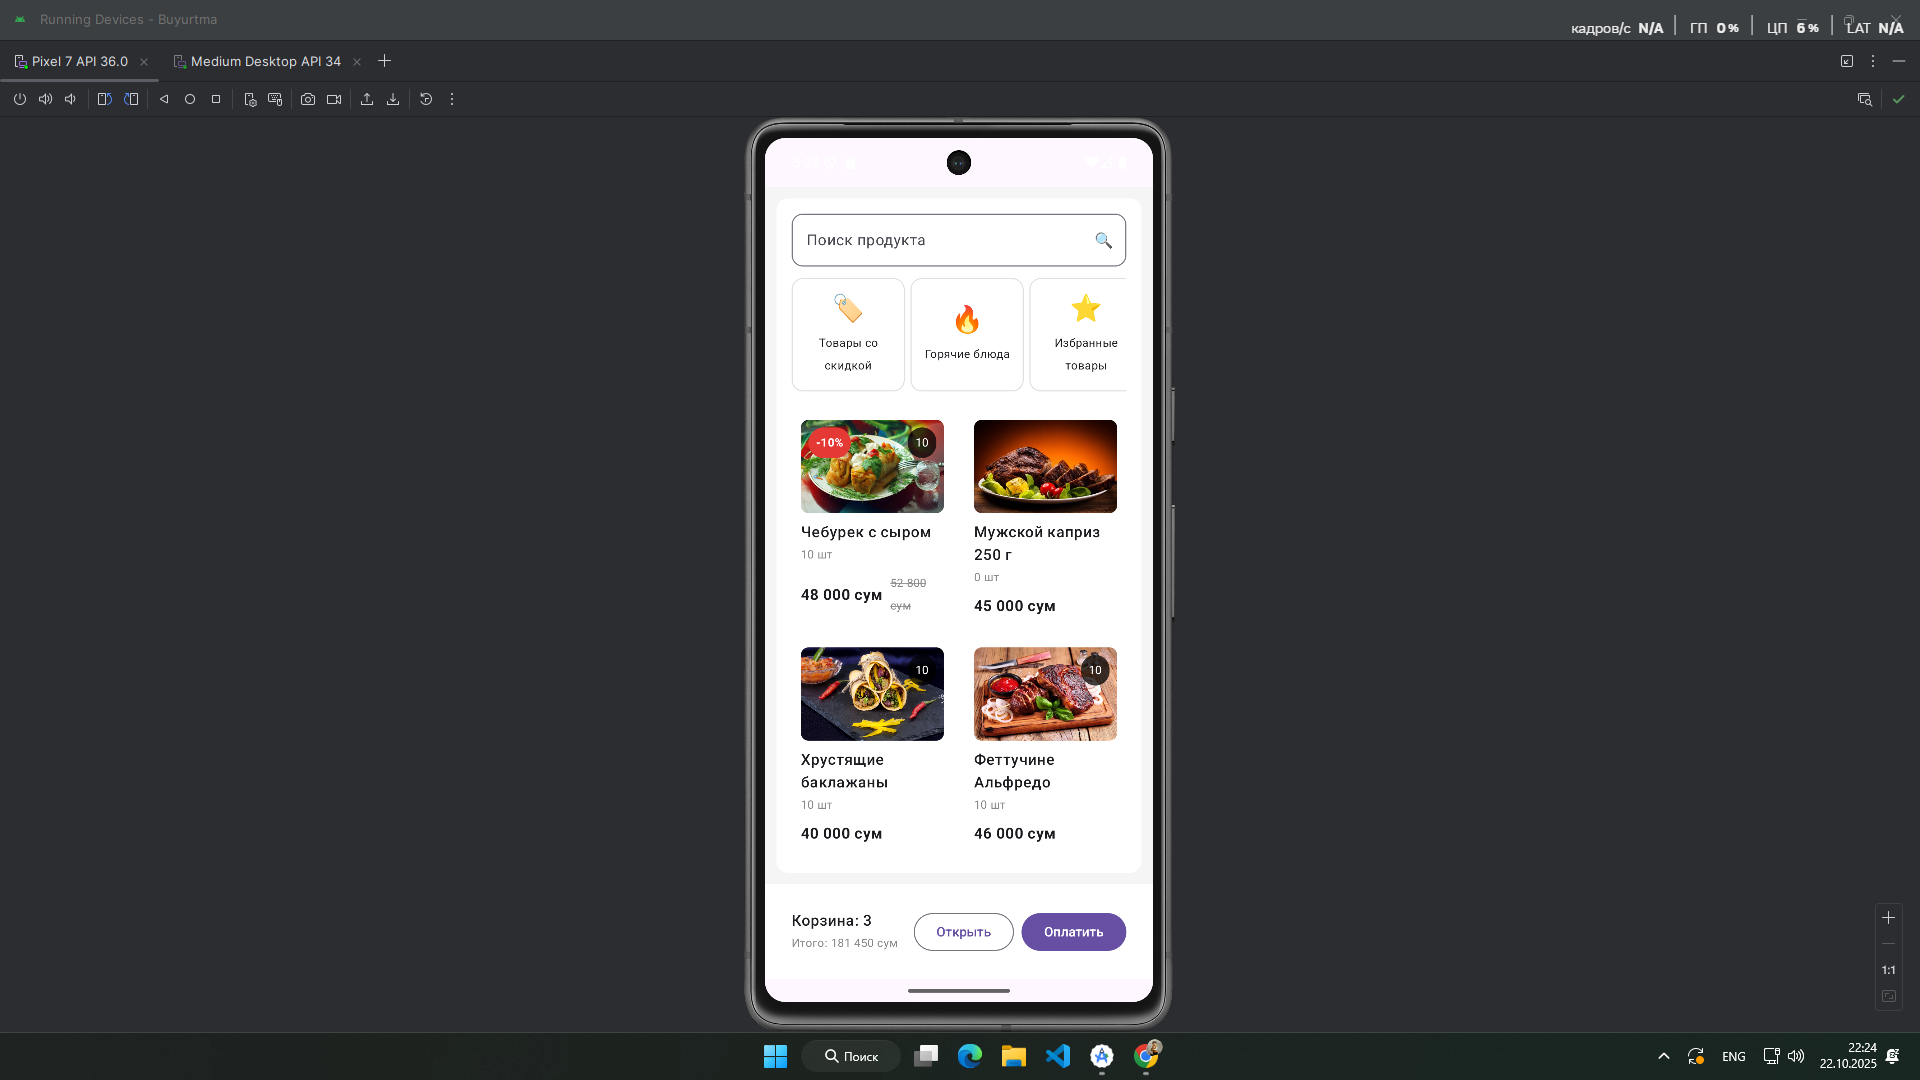 Running Devices - Buyurtma
кадров/с N/A ГП 0 % ЦП 6 % LAT N/A
Pixel 7 API 36.0
Medium Desktop API 34
Поиск продукта
Товары со
скидкой
Горячие блюда
Избранные
товары
-10%
10
Чебурек с сыром
10 шт
48 000 сум
52 800
сум
Мужской каприз
250 г
0 шт
45 000 сум
10
Хрустящие
баклажаны
10 шт
40 000 сум
10
Феттучине
Альфредо
10 шт
46 000 сум
Корзина: 3
Итого: 181 450 сум
Открыть
Оплатить
1:1
Поиск
ENG
22:24
22.10.2025